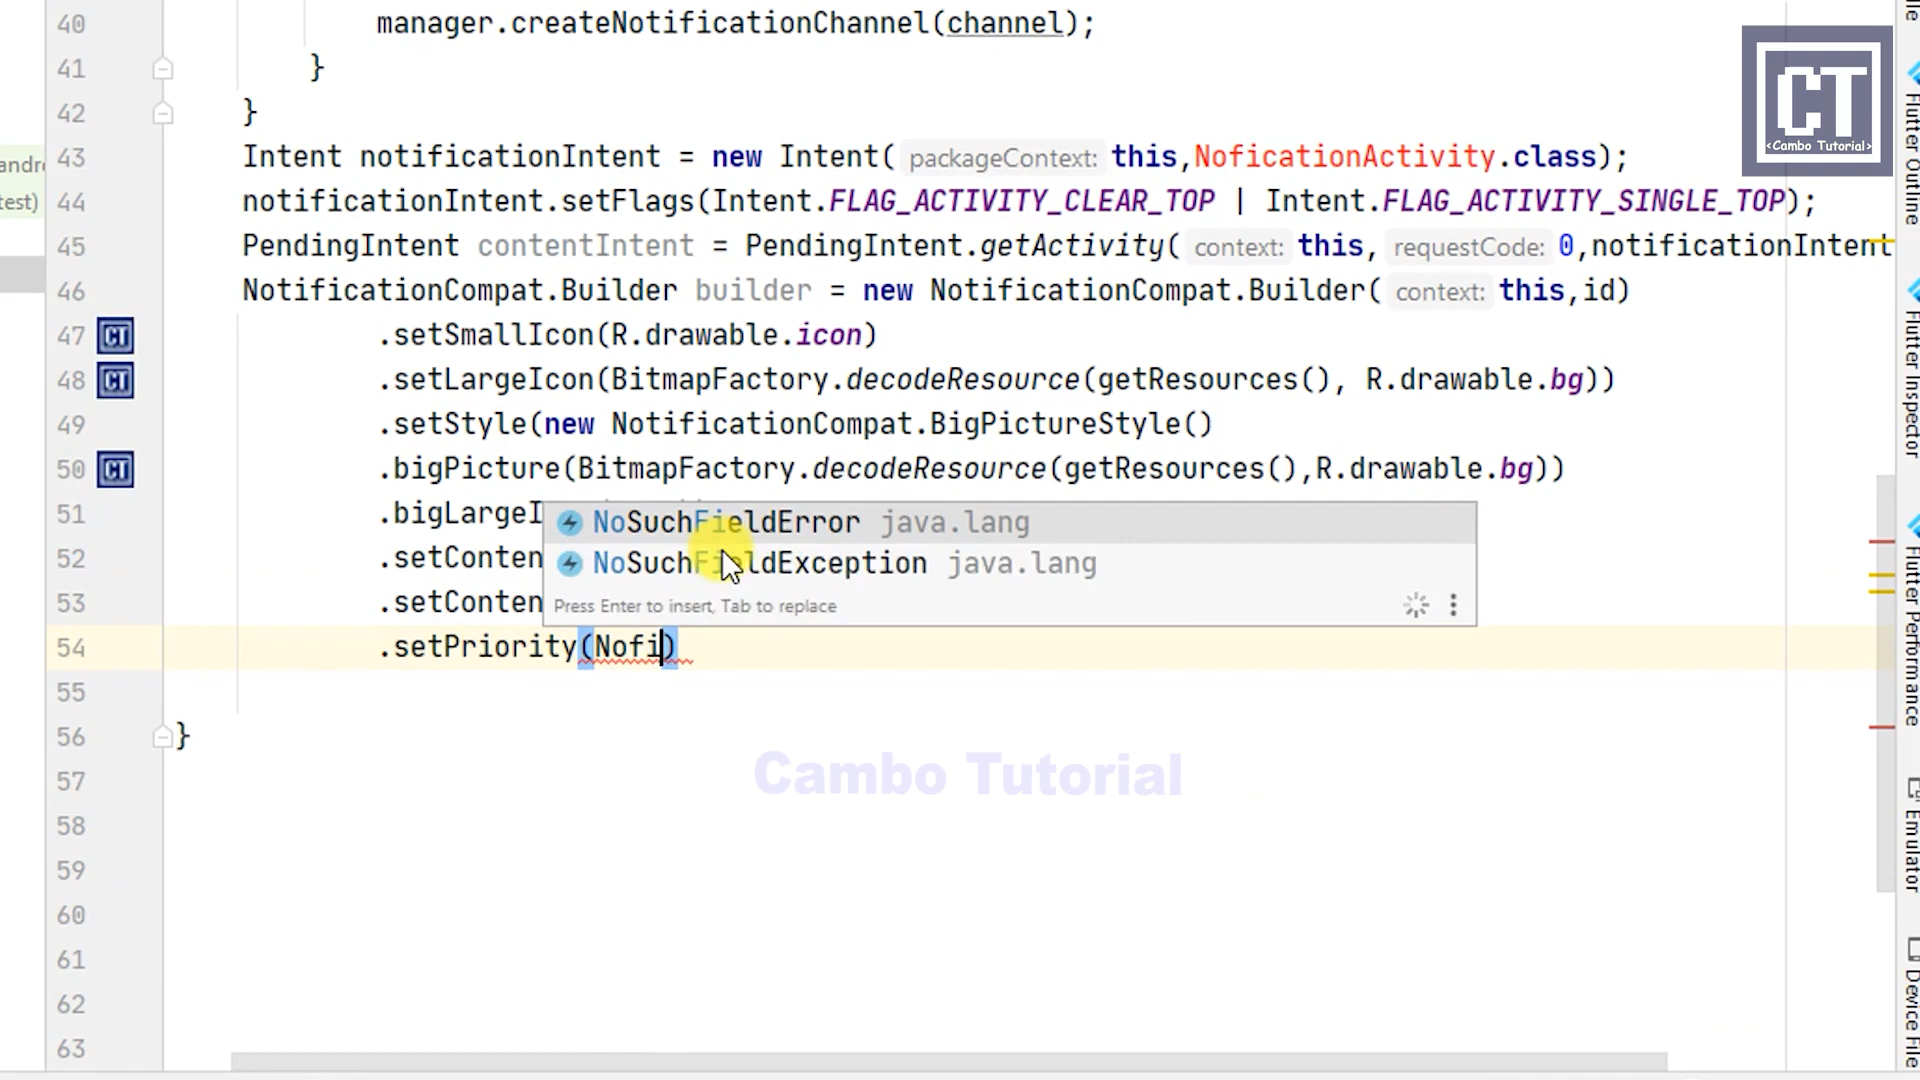 40 manager.createNotificationChannel(channel);
41 }
42 }
43 Intent notificationIntent = new Intent( packageContext: this,NoficationActivity.class);
44 notificationIntent.setFlags(Intent.FLAG_ACTIVITY_CLEAR_TOP | Intent.FLAG_ACTIVITY_SINGLE_TOP);
45 PendingIntent contentIntent = PendingIntent.getActivity( context: this, requestCode: 0,notificationIntent
46 NotificationCompat.Builder builder = new NotificationCompat.Builder( context: this,id)
47 .setSmallIcon(R.drawable.icon)
48 .setLargeIcon(BitmapFactory.decodeResource(getResources(), R.drawable.bg))
49 .setStyle(new NotificationCompat.BigPictureStyle()
50 .bigPicture(BitmapFactory.decodeResource(getResources(),R.drawable.bg))
51 .bigLargeI
NoSuchFieldError java.lang
52 .setConten
NoSuchFieldException java.lang
53 .setConten
Press Enter to insert, Tab to replace
54 .setPriority(Nofi)
55
56 }
57
58
59
60
61
62
63
Cambo Tutorial
CT
<Cambo Tutorial>
andro
test)
Flutter Outline
Flutter Inspector
Flutter Performance
Emulator
Device File